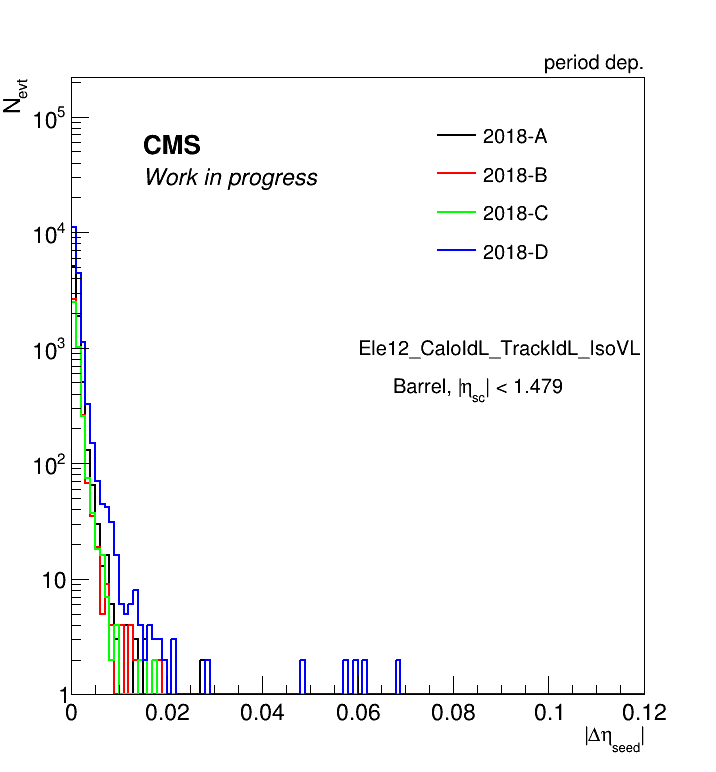 period dep.
N_evt
CMS
Work in progress
2018-A
2018-B
2018-C
2018-D
Ele12_CaloIdL_TrackIdL_IsoVL
Barrel, |η_sc| < 1.479
10^5
10^4
10^3
10^2
10
1
0 0.02 0.04 0.06 0.08 0.1 0.12
|Δη_seed|